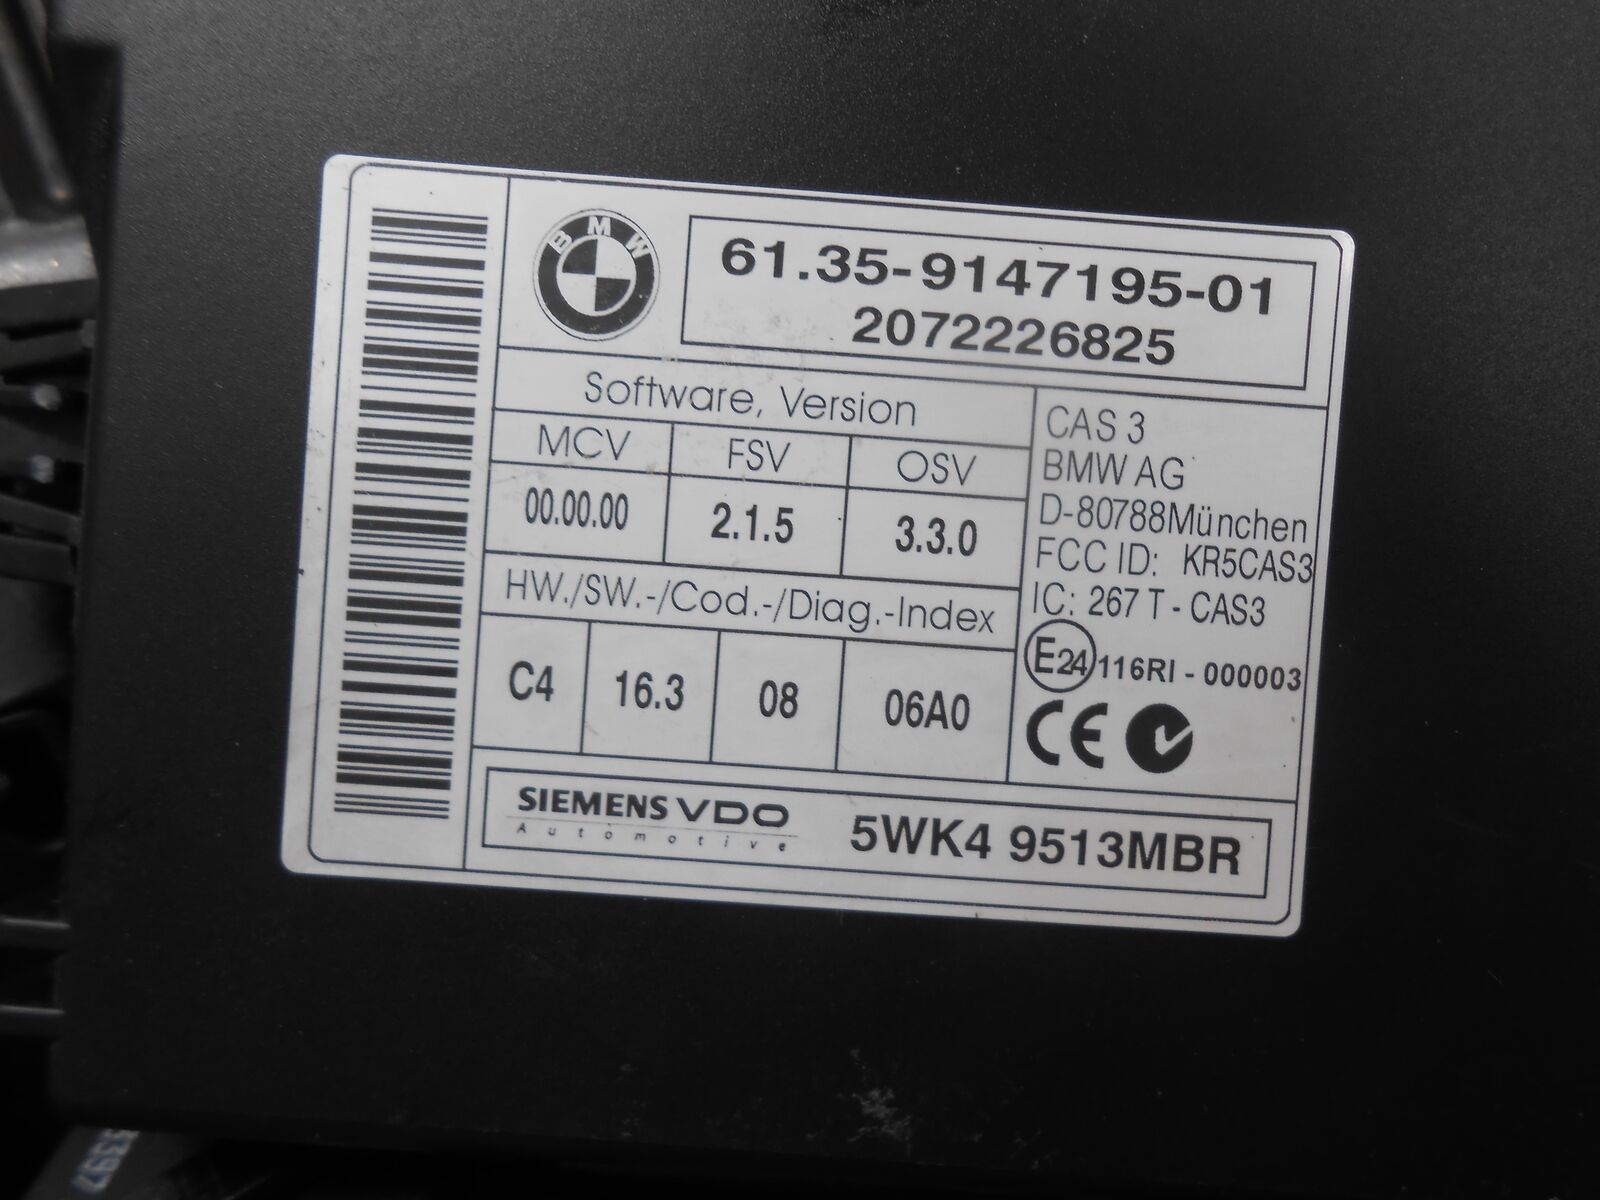 BMW
61.35-9147195-01
2072226825
Software, Version
MCV FSV OSV
00.00.00 2.1.5 3.3.0
HW./SW.-/Cod.-/Diag.-Index
C4 16.3 08 06A0
CAS 3
BMW AG
D-80788München
FCC ID: KR5CAS3
IC: 267 T - CAS3
E24 116RI - 000003
CE
SIEMENS VDO
Automotive
5WK4 9513MBR
3397